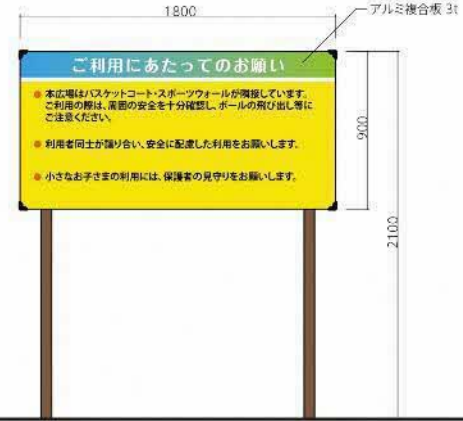 1800
アルミ複合板 3t
ご利用にあたってのお願い
● 本広場はバスケットコート・スポーツウォールが隣接しています。
ご利用の際は、周囲の安全を十分確認し、ボールの飛び出し等に
ご注意ください。
● 利用者同士が譲り合い、安全に配慮した利用をお願いします。
● 小さなお子さまの利用には、保護者の見守りをお願いします。
900
2100